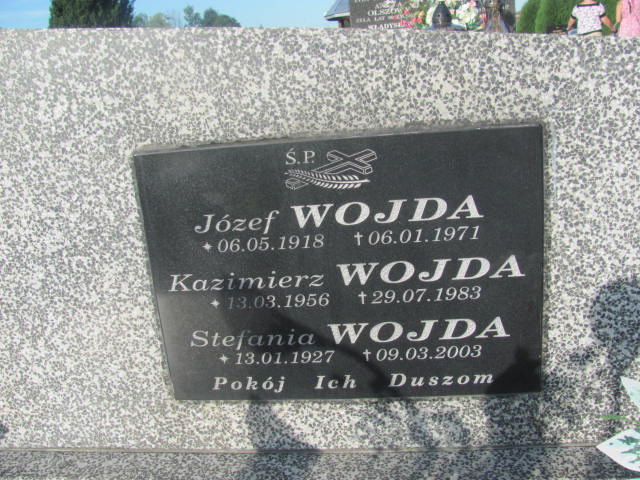 OLSZO
Ś.P.
Józef WOJDA
* 06.05.1918 † 06.01.1971
Kazimierz WOJDA
* 13.03.1956 † 29.07.1983
Stefania WOJDA
* 13.01.1927 † 09.03.2003
Pokój Ich Duszom